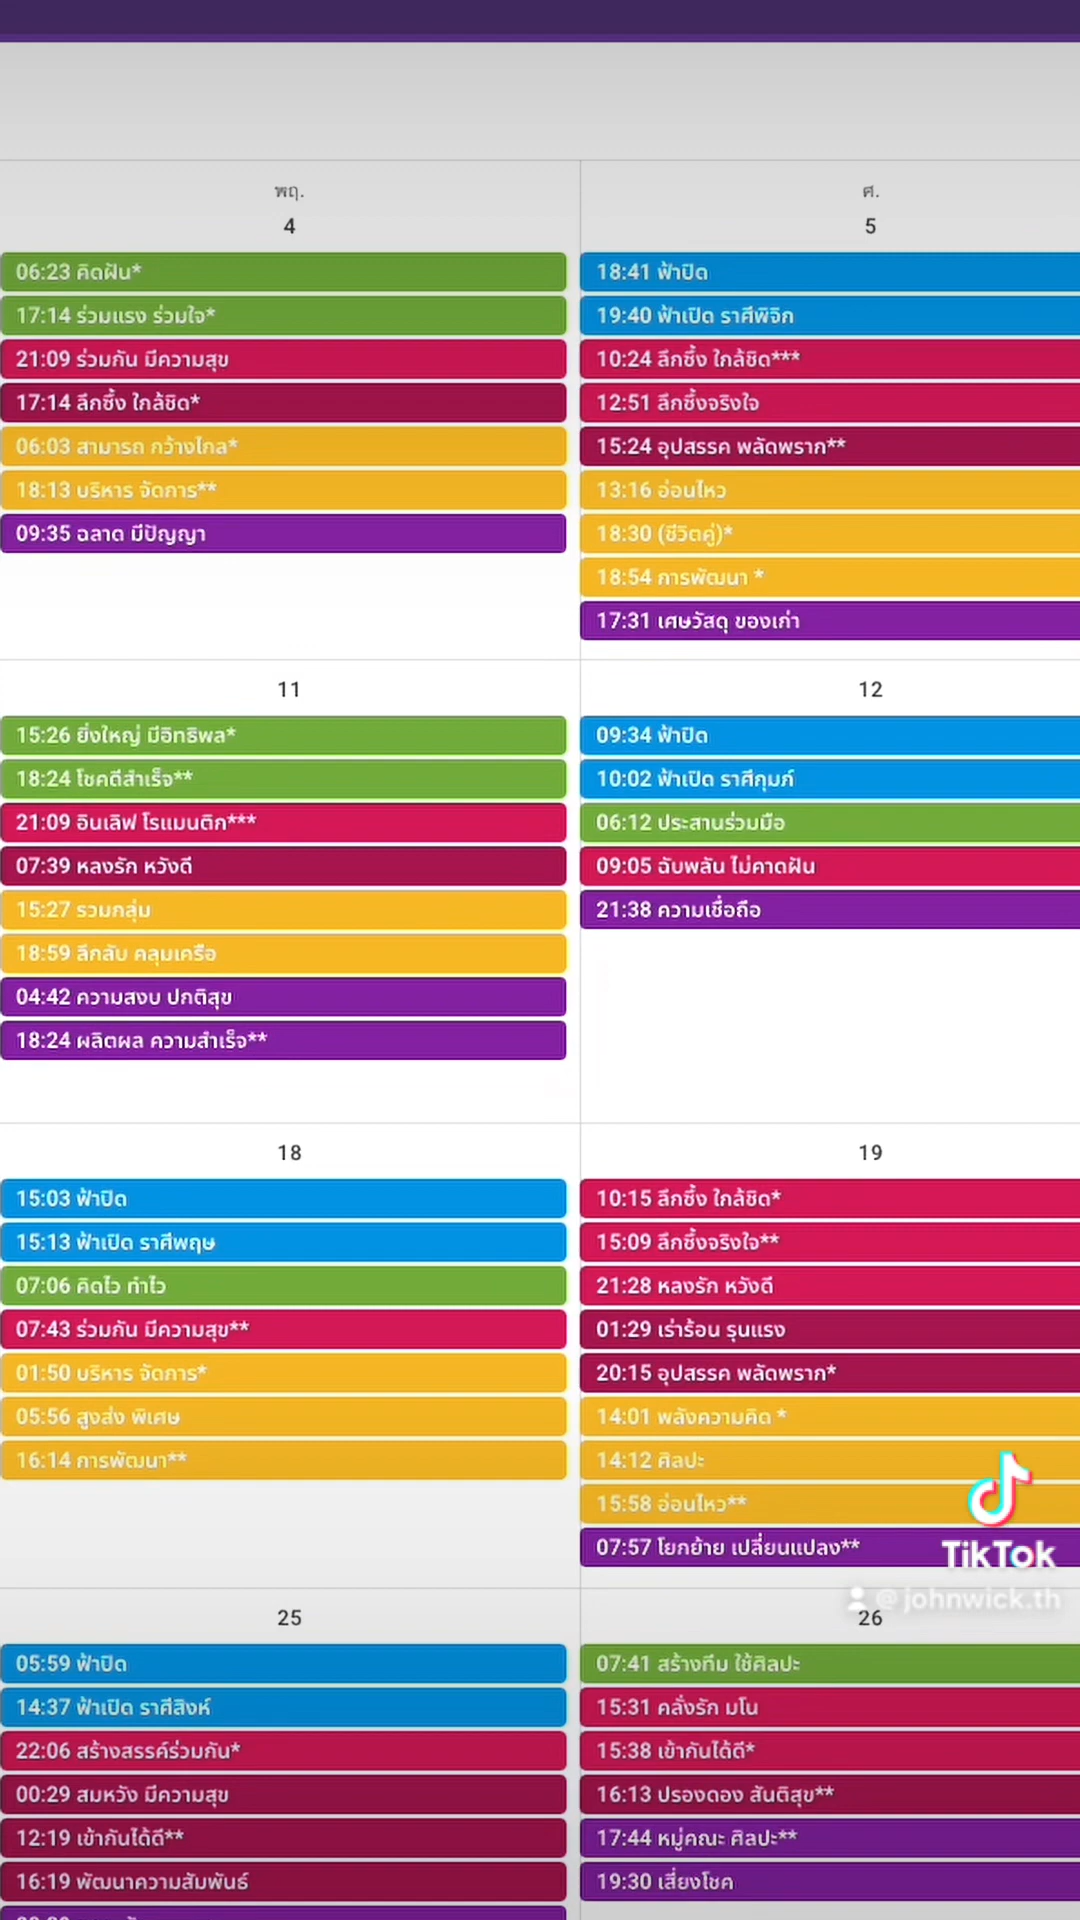 พฤ.
4
06:23 คิดฝัน*
17:14 ร่วมแรง ร่วมใจ*
21:09 ร่วมกัน มีความสุข
17:14 ลึกซึ้ง ใกล้ชิด*
06:03 สามารถ กว้างไกล*
18:13 บริหาร จัดการ**
09:35 ฉลาด มีปัญญา
ศ.
5
18:41 ฟ้าปิด
19:40 ฟ้าเปิด ราศีพิจิก
10:24 ลึกซึ้ง ใกล้ชิด***
12:51 ลึกซึ้งจริงใจ
15:24 อุปสรรค พลัดพราก**
13:16 อ่อนไหว
18:30 (ชีวิตคู่)*
18:54 การพัฒนา *
17:31 เศษวัสดุ ของเก่า
11
15:26 ยิ่งใหญ่ มีอิทธิพล*
18:24 โชคดีสำเร็จ**
21:09 อินเลิฟ โรแมนติก***
07:39 หลงรัก หวังดี
15:27 รวมกลุ่ม
18:59 ลึกลับ คลุมเครือ
04:42 ความสงบ ปกติสุข
18:24 ผลิตผล ความสำเร็จ**
12
09:34 ฟ้าปิด
10:02 ฟ้าเปิด ราศีกุมภ์
06:12 ประสานร่วมมือ
09:05 ฉับพลัน ไม่คาดฝัน
21:38 ความเชื่อถือ
18
15:03 ฟ้าปิด
15:13 ฟ้าเปิด ราศีพฤษ
07:06 คิดไว ทำไว
07:43 ร่วมกัน มีความสุข**
01:50 บริหาร จัดการ*
05:56 สูงส่ง พิเศษ
16:14 การพัฒนา**
19
10:15 ลึกซึ้ง ใกล้ชิด*
15:09 ลึกซึ้งจริงใจ**
21:28 หลงรัก หวังดี
01:29 เร่าร้อน รุนแรง
20:15 อุปสรรค พลัดพราก*
14:01 พลังความคิด *
14:12 ศิลปะ
15:58 อ่อนไหว**
07:57 โยกย้าย เปลี่ยนแปลง**
TikTok
@johnwick.th
25
05:59 ฟ้าปิด
14:37 ฟ้าเปิด ราศีสิงห์
22:06 สร้างสรรค์ร่วมกัน*
00:29 สมหวัง มีความสุข
12:19 เข้ากันได้ดี**
16:19 พัฒนาความสัมพันธ์
26
07:41 สร้างทีม ใช้ศิลปะ
15:31 คลั่งรัก มโน
15:38 เข้ากันได้ดี*
16:13 ปรองดอง สันติสุข**
17:44 หมู่คณะ ศิลปะ**
19:30 เสี่ยงโชค